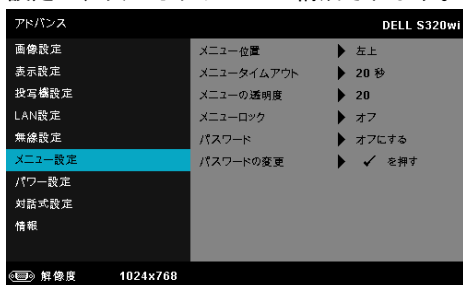 アドバンス
DELL S320wi
画像設定
表示設定
投写機設定
LAN設定
無線設定
メニュー設定
パワー設定
対話式設定
情報
メニュー位置 左上
メニュータイムアウト 20 秒
メニューの透明度 20
メニューロック オフ
パスワード オフにする
パスワードの変更 ✓ を押す
解像度 1024x768